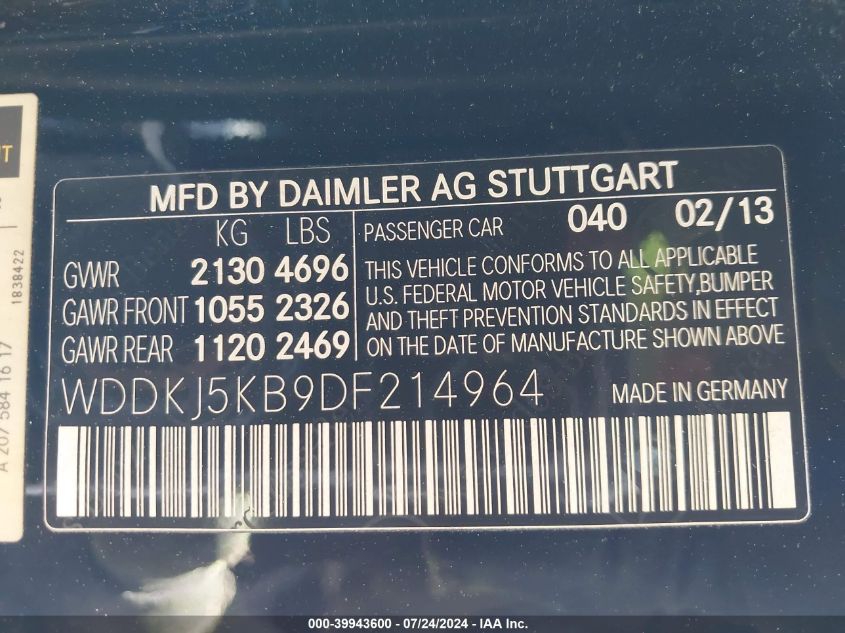 MFD BY DAIMLER AG STUTTGART
KG LBS
GVWR 2130 4696
GAWR FRONT 1055 2326
GAWR REAR 1120 2469
PASSENGER CAR 040 02/13
THIS VEHICLE CONFORMS TO ALL APPLICABLE
U.S. FEDERAL MOTOR VEHICLE SAFETY,BUMPER
AND THEFT PREVENTION STANDARDS IN EFFECT
ON THE DATE OF MANUFACTURE SHOWN ABOVE
WDDKJ5KB9DF214964
MADE IN GERMANY
A 207 584 16 17
1838422
000-39943600 / 07/24/2024 - IAA Inc.